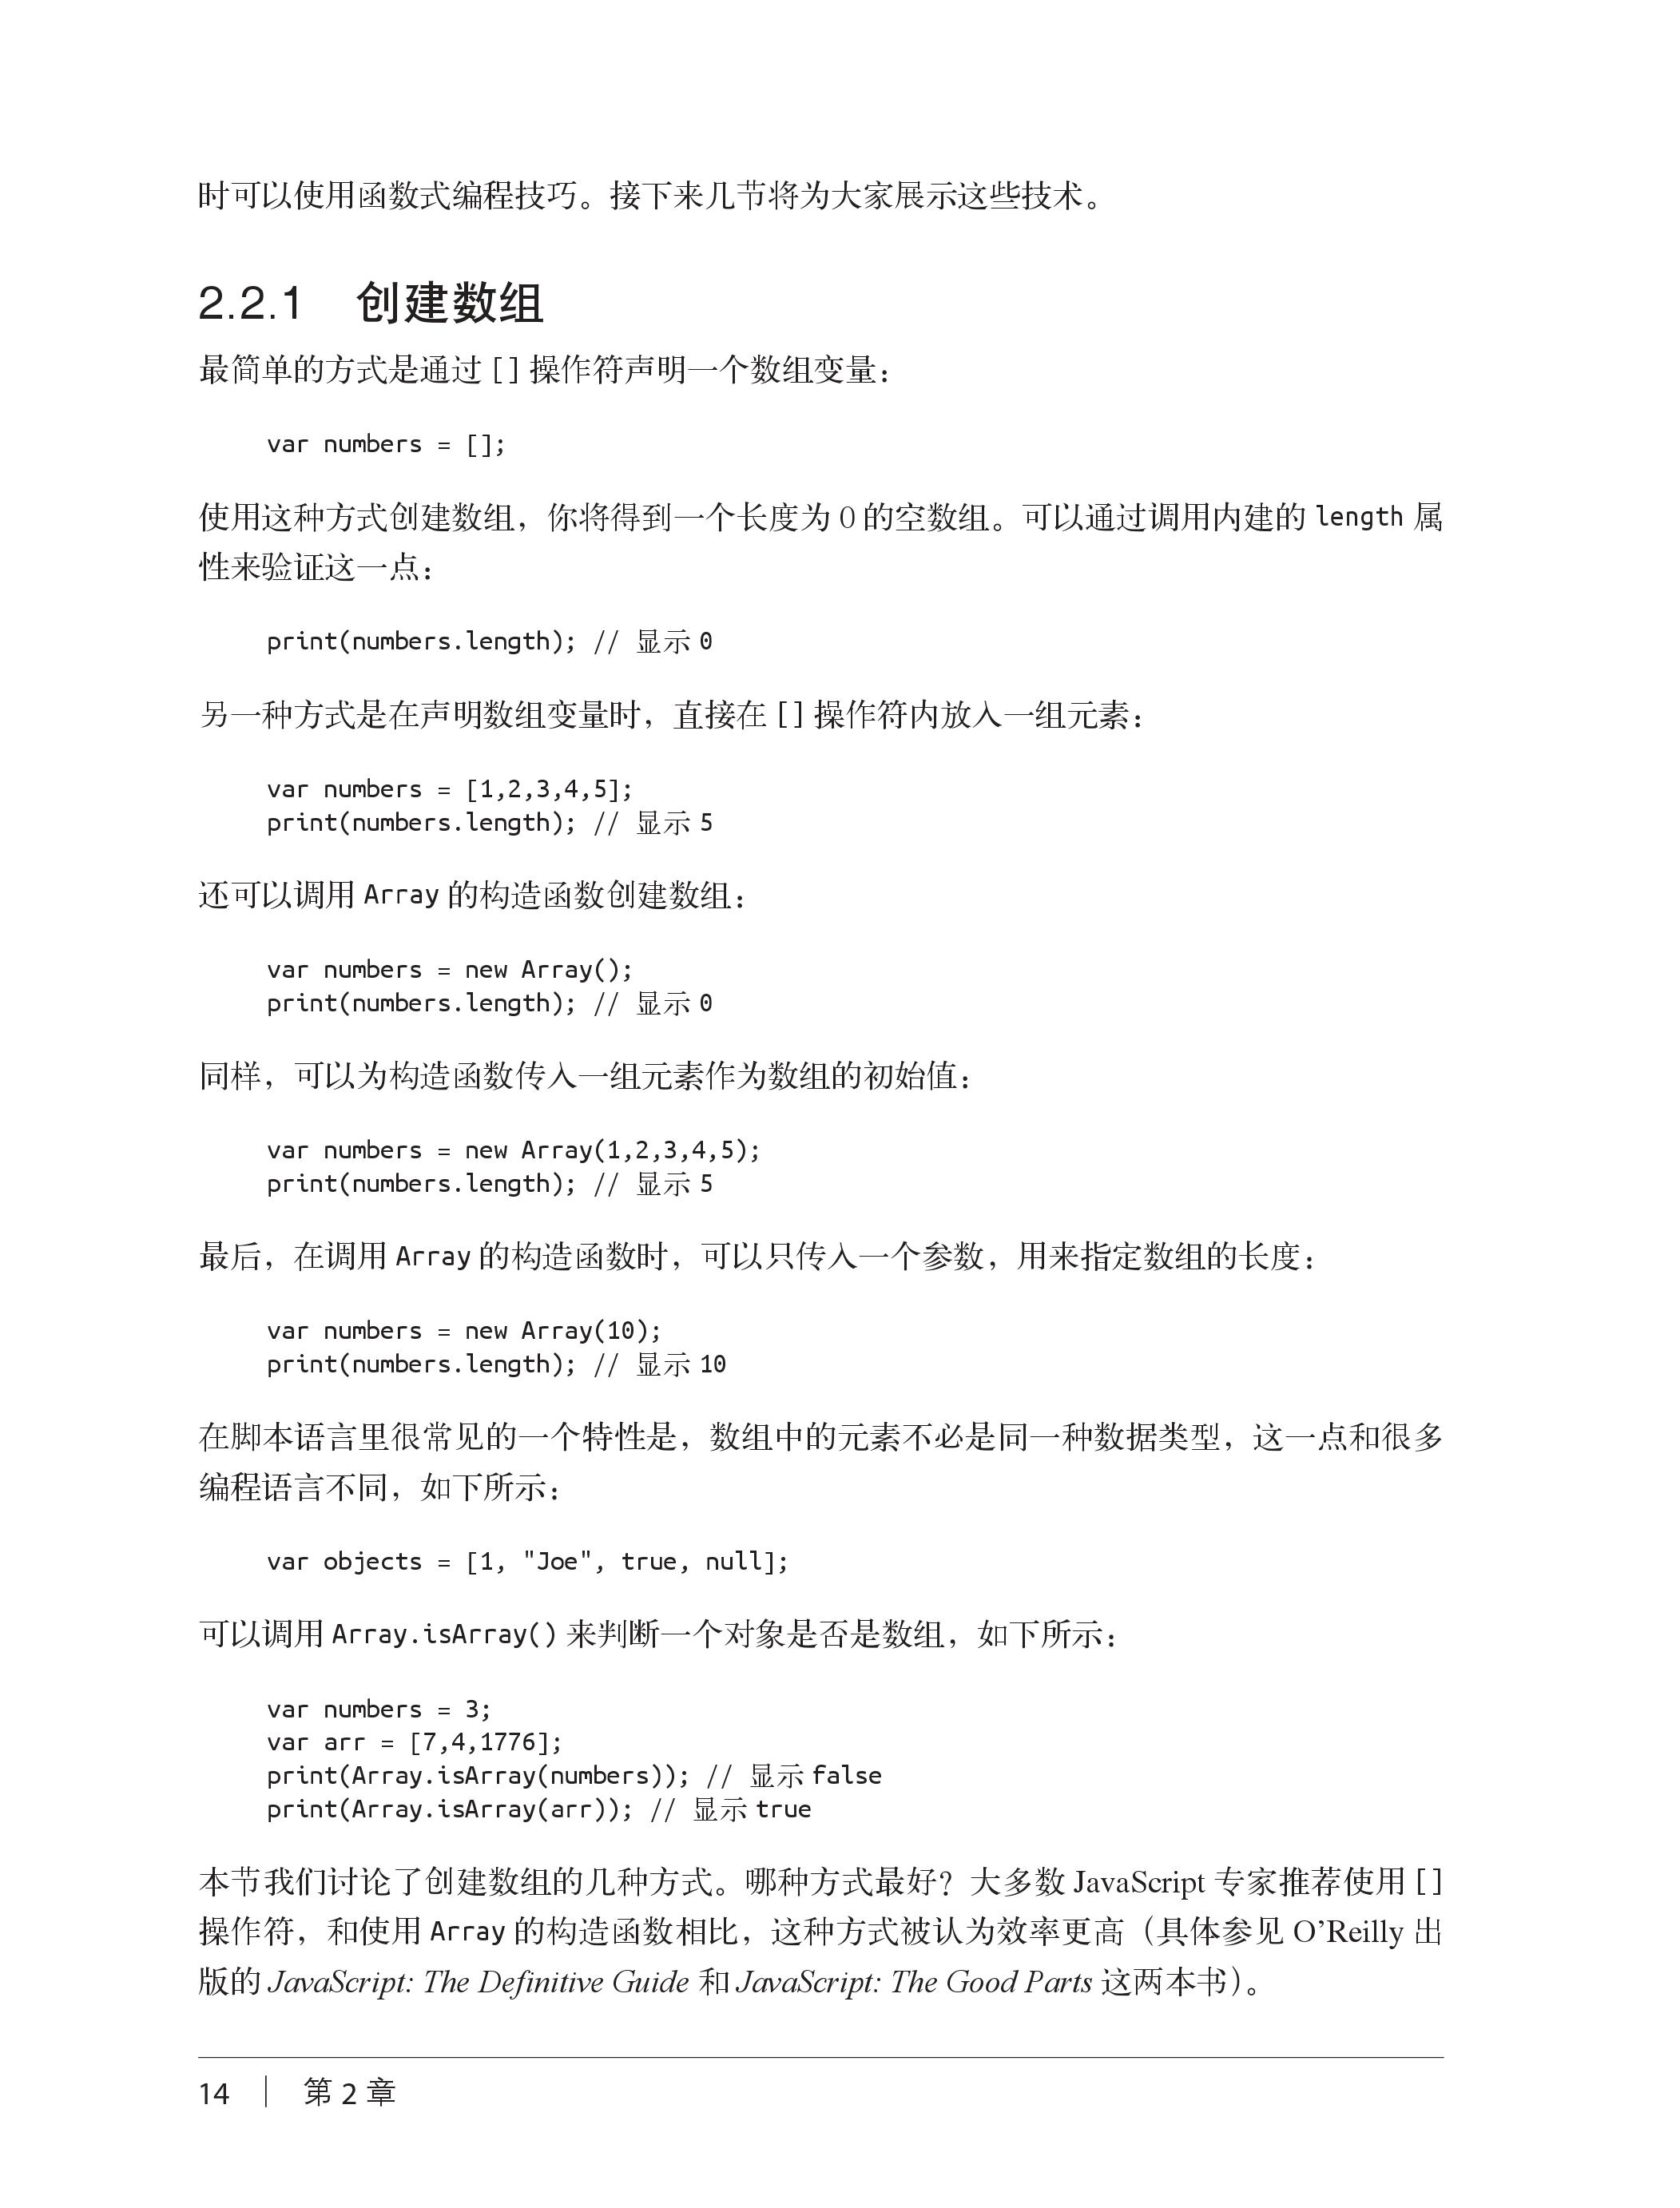 时可以使用函数式编程技巧。接下来几节将为大家展示这些技术。
2.2.1 创建数组
最简单的方式是通过 [] 操作符声明一个数组变量：
var numbers = [];
使用这种方式创建数组，你将得到一个长度为 0 的空数组。可以通过调用内建的 length 属
性来验证这一点：
print(numbers.length); // 显示 0
另一种方式是在声明数组变量时，直接在 [] 操作符内放入一组元素：
var numbers = [1,2,3,4,5];
print(numbers.length); // 显示 5
还可以调用 Array 的构造函数创建数组：
var numbers = new Array();
print(numbers.length); // 显示 0
同样，可以为构造函数传入一组元素作为数组的初始值：
var numbers = new Array(1,2,3,4,5);
print(numbers.length); // 显示 5
最后，在调用 Array 的构造函数时，可以只传入一个参数，用来指定数组的长度：
var numbers = new Array(10);
print(numbers.length); // 显示 10
在脚本语言里很常见的一个特性是，数组中的元素不必是同一种数据类型，这一点和很多
编程语言不同，如下所示：
var objects = [1, "Joe", true, null];
可以调用 Array.isArray() 来判断一个对象是否是数组，如下所示：
var numbers = 3;
var arr = [7,4,1776];
print(Array.isArray(numbers)); // 显示 false
print(Array.isArray(arr)); // 显示 true
本节我们讨论了创建数组的几种方式。哪种方式最好？大多数 JavaScript 专家推荐使用 []
操作符，和使用 Array 的构造函数相比，这种方式被认为效率更高（具体参见 O’Reilly 出
版的 JavaScript: The Definitive Guide 和 JavaScript: The Good Parts 这两本书）。
14 | 第 2 章